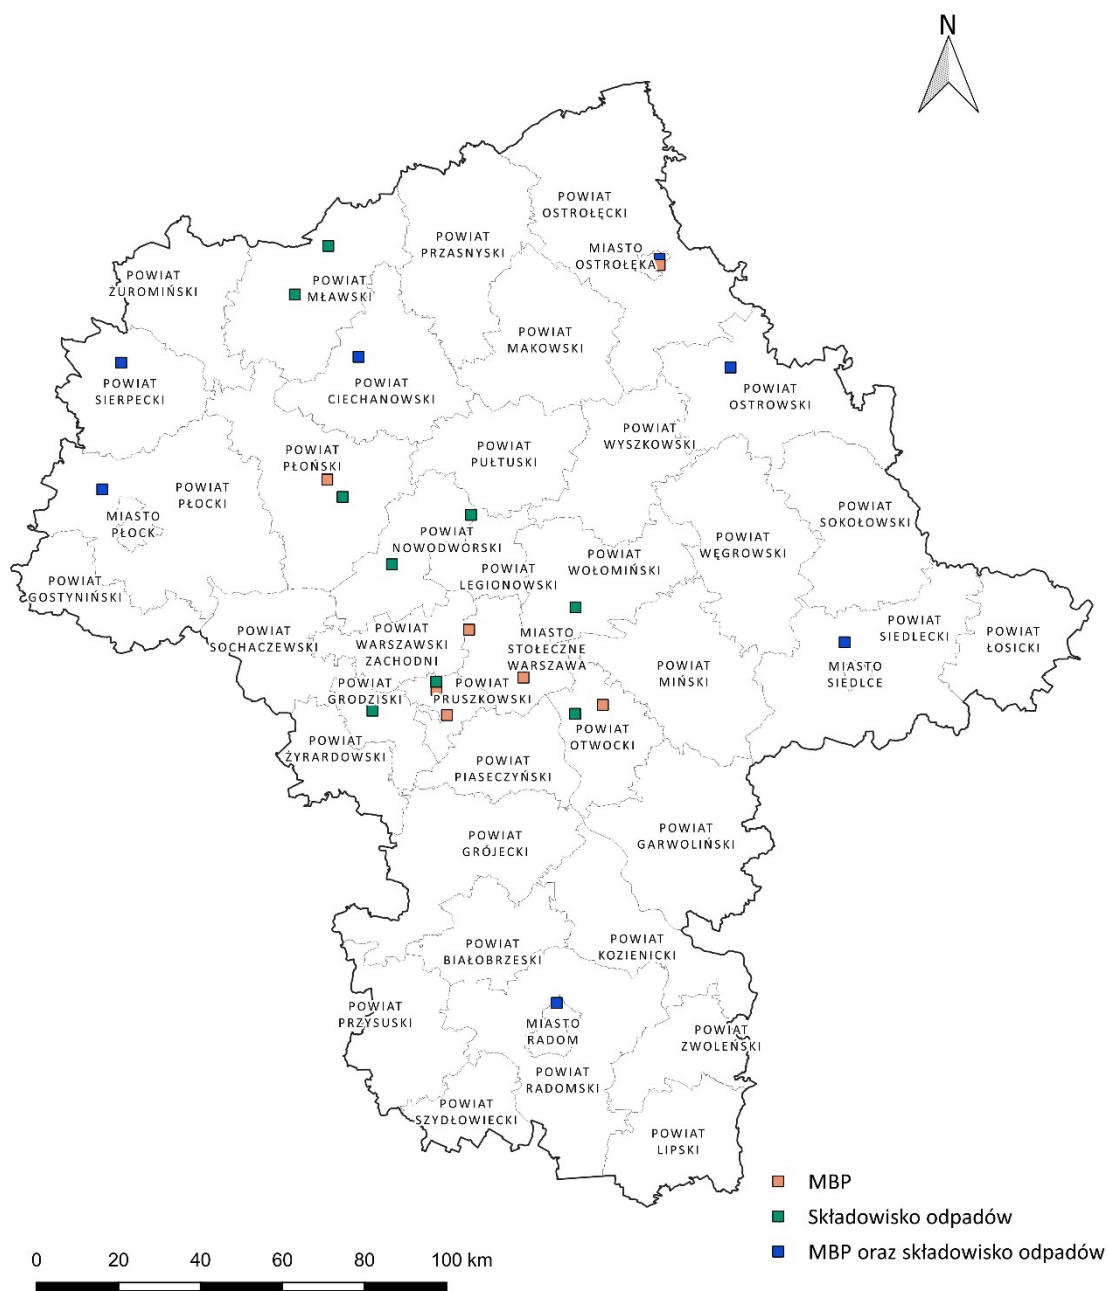 N
POWIAT
OSTROŁĘCKI
POWIAT
PRZASNYSKI
MIASTO
OSTROŁĘKA
POWIAT
ŻUROMIŃSKI
POWIAT
MŁAWSKI
POWIAT
MAKOWSKI
POWIAT
SIERPECKI
POWIAT
CIECHANOWSKI
POWIAT
OSTROWSKI
POWIAT
WYSZKOWSKI
POWIAT
PŁOŃSKI
POWIAT
PUŁTUSKI
POWIAT
PŁOCKI
MIASTO
PŁOCK
POWIAT
SOKOŁOWSKI
POWIAT
NOWODWORSKI
POWIAT
WĘGROWSKI
POWIAT
WOŁOMIŃSKI
POWIAT
LEGIONOWSKI
POWIAT
GOSTYNIŃSKI
POWIAT
SOCHACZEWSKI
POWIAT
WARSZAWSKI
ZACHODNI
MIASTO
STOŁECZNE
WARSZAWA
POWIAT
SIEDLECKI
POWIAT
ŁOSICKI
MIASTO
SIEDLCE
POWIAT
MIŃSKI
POWIAT
GRODZISKI
POWIAT
PRUSZKOWSKI
POWIAT
OTWOCKI
POWIAT
ŻYRARDOWSKI
POWIAT
PIASECZYŃSKI
POWIAT
GRÓJECKI
POWIAT
GARWOLIŃSKI
POWIAT
BIAŁOBRZESKI
POWIAT
KOZIENICKI
POWIAT
PRZYSUSKI
MIASTO
RADOM
POWIAT
ZWOLEŃSKI
POWIAT
RADOMSKI
POWIAT
SZYDŁOWIECKI
POWIAT
LIPSKI
MBP
Składowisko odpadów
MBP oraz składowisko odpadów
0 20 40 60 80 100 km